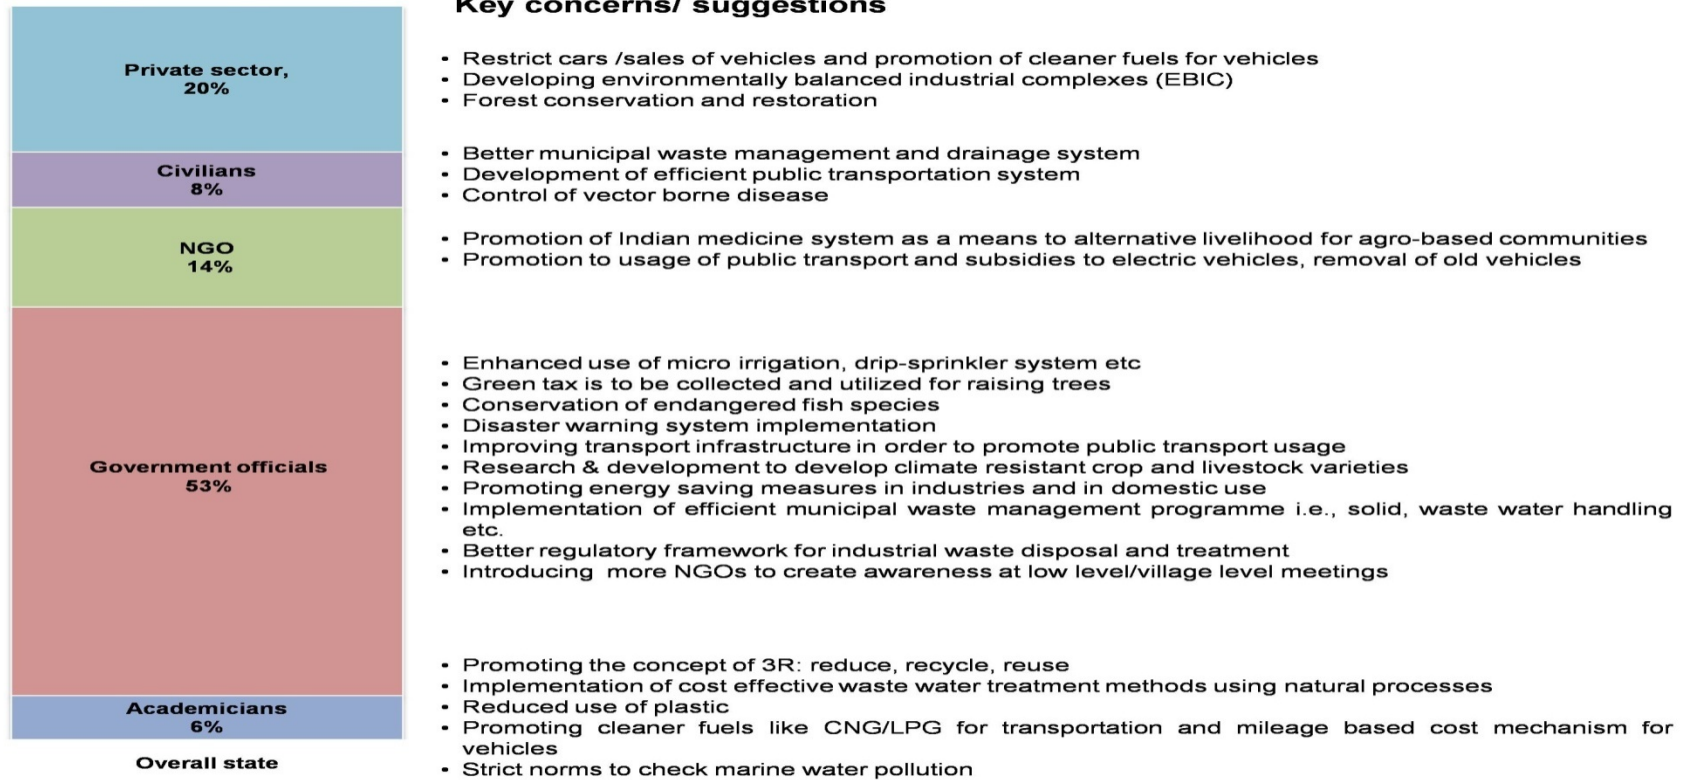 Key concerns/ suggestions
Private sector,
20%
• Restrict cars /sales of vehicles and promotion of cleaner fuels for vehicles
• Developing environmentally balanced industrial complexes (EBIC)
• Forest conservation and restoration
Civilians
8%
• Better municipal waste management and drainage system
• Development of efficient public transportation system
• Control of vector borne disease
NGO
14%
• Promotion of Indian medicine system as a means to alternative livelihood for agro-based communities
• Promotion to usage of public transport and subsidies to electric vehicles, removal of old vehicles
Government officials
53%
• Enhanced use of micro irrigation, drip-sprinkler system etc
• Green tax is to be collected and utilized for raising trees
• Conservation of endangered fish species
• Disaster warning system implementation
• Improving transport infrastructure in order to promote public transport usage
• Research & development to develop climate resistant crop and livestock varieties
• Promoting energy saving measures in industries and in domestic use
• Implementation of efficient municipal waste management programme i.e., solid, waste water handling
etc.
• Better regulatory framework for industrial waste disposal and treatment
• Introducing more NGOs to create awareness at low level/village level meetings
Academicians
6%
• Promoting the concept of 3R: reduce, recycle, reuse
• Implementation of cost effective waste water treatment methods using natural processes
• Reduced use of plastic
• Promoting cleaner fuels like CNG/LPG for transportation and mileage based cost mechanism for
vehicles
• Strict norms to check marine water pollution
Overall state